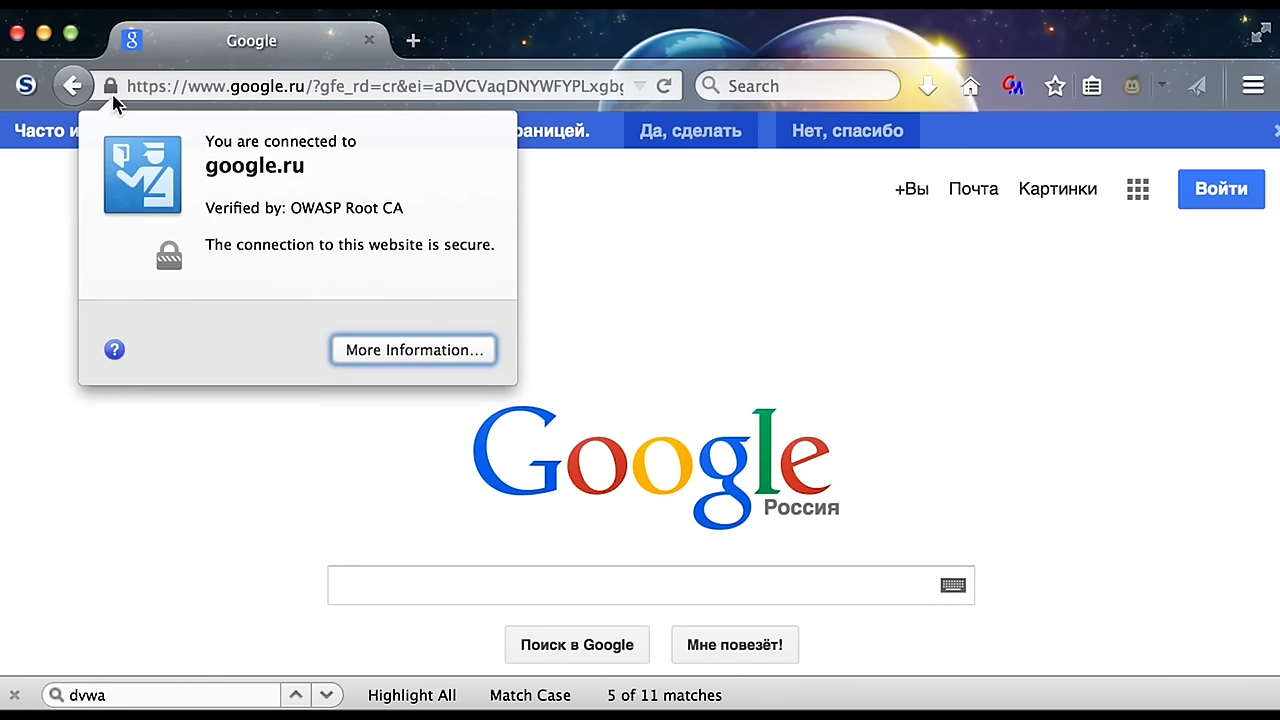 Google
https://www.google.ru/?gfe_rd=cr&ei=aDVCVaqDNYWFYPLxgbg
Search
Часто и
раницей.
Да, сделать
Нет, спасибо
You are connected to
google.ru
Verified by: OWASP Root CA
The connection to this website is secure.
More Information...
+Вы
Почта
Картинки
Войти
Google
Россия
Поиск в Google
Мне повезёт!
dvwa
Highlight All
Match Case
5 of 11 matches